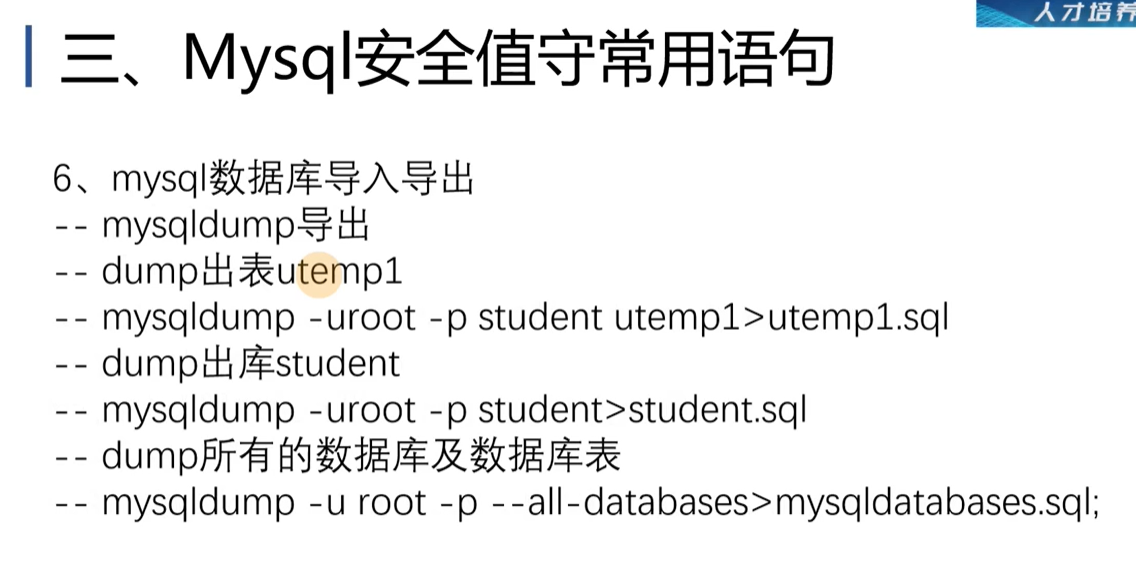 人才培养
三、Mysql安全值守常用语句
6、mysql数据库导入导出
-- mysqldump导出
-- dump出表utemp1
-- mysqldump -uroot -p student utemp1>utemp1.sql
-- dump出库student
-- mysqldump -uroot -p student>student.sql
-- dump所有的数据库及数据库表
-- mysqldump -u root -p --all-databases>mysqldatabases.sql;